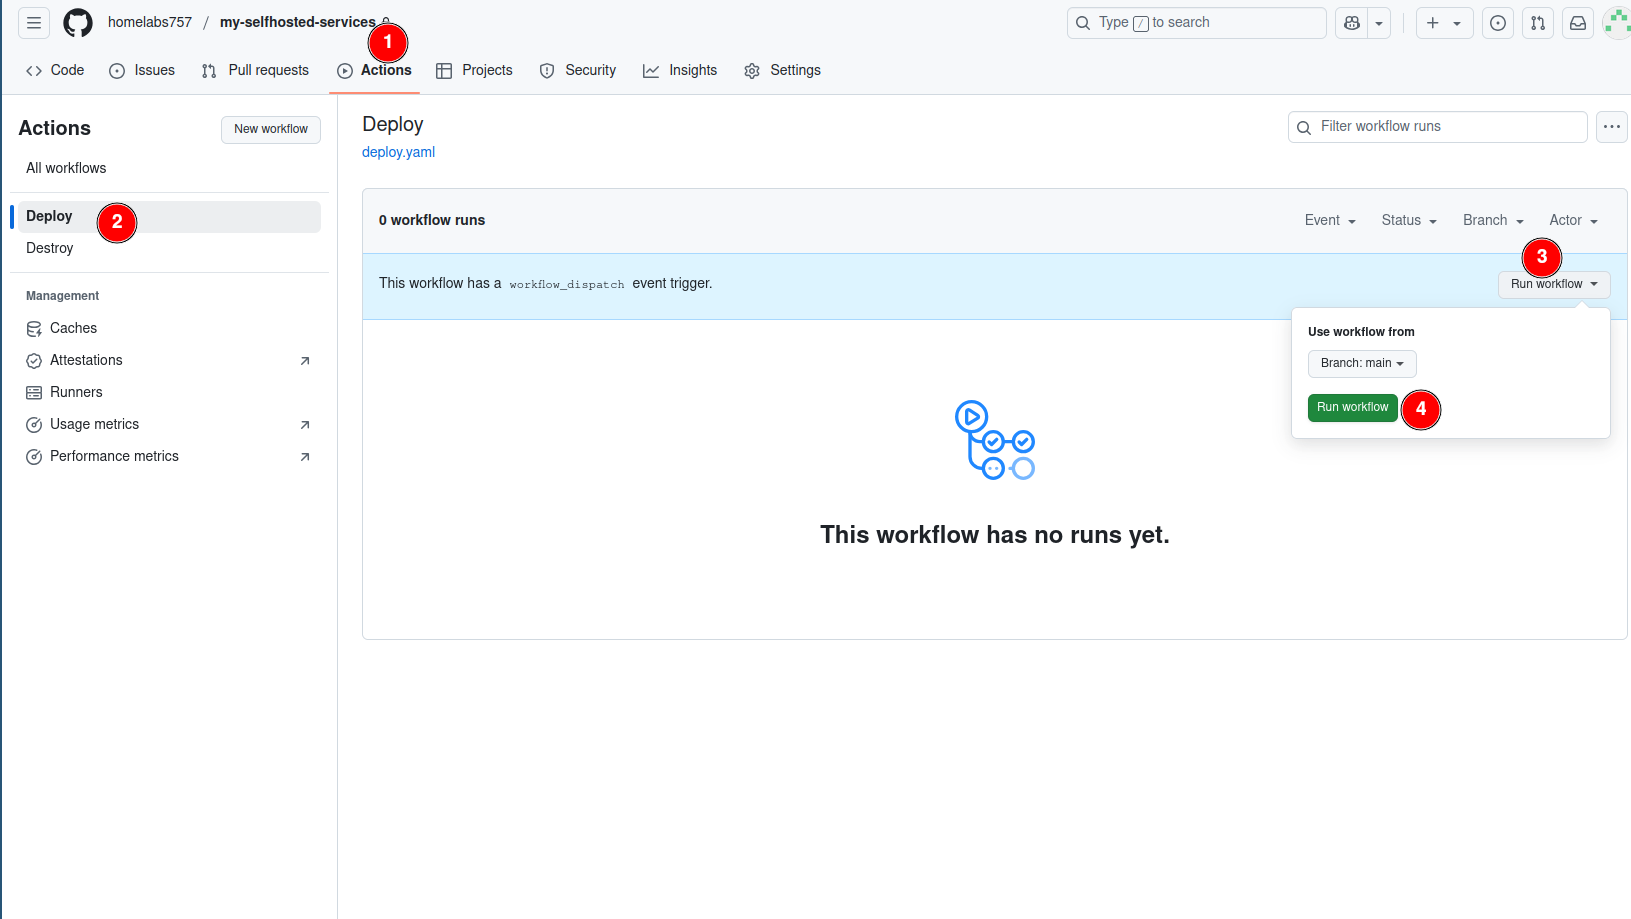 homelabs757 / my-selfhosted-services
Type / to search
1
Code Issues Pull requests Actions Projects Security Insights Settings
Actions
New workflow
All workflows
Deploy
2
Destroy
Management
Caches
Attestations
Runners
Usage metrics
Performance metrics
Deploy
deploy.yaml
Filter workflow runs
0 workflow runs
Event Status Branch Actor
3
This workflow has a workflow_dispatch event trigger.
Run workflow
Use workflow from
Branch: main
Run workflow
4
This workflow has no runs yet.